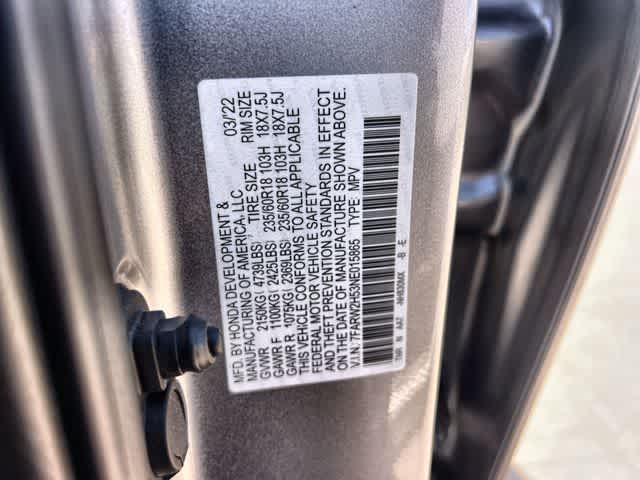 MFD. BY HONDA DEVELOPMENT & 03/22
MANUFACTURING OF AMERICA, LLC
TIRE SIZE RIM SIZE
GVWR 2150KG( 4739LBS)
GAWR F 1100KG( 2425LBS) 235/60R18 103H 18X7.5J
GAWR R 1075KG( 2369LBS) 235/60R18 103H 18X7.5J
THIS VEHICLE CONFORMS TO ALL APPLICABLE
FEDERAL MOTOR VEHICLE SAFETY
AND THEFT PREVENTION STANDARDS IN EFFECT
ON THE DATE OF MANUFACTURE SHOWN ABOVE.
V.I.N. 7FARW2H53NE015865 TYPE: MPV
N AAZ NH830MX -B -E